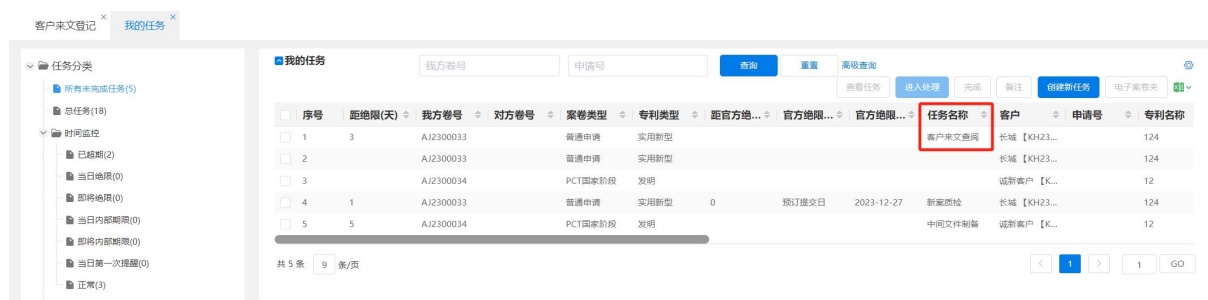 客户来文登记 我的任务
任务分类
所有未完成任务(5)
总任务(18)
时间监控
已超期(2)
当日绝限(0)
即将绝限(0)
当日内部期限(0)
即将内部期限(0)
当日第一次提醒(0)
正常(3)
我的任务 我方卷号 申请号 查询 重置 高级查询
查看任务 进入处理 完成 备注 创建新任务 电子案卷夹
序号 距绝限(天) 我方卷号 对方卷号 案卷类型 专利类型 距官方绝... 官方绝限... 官方绝限... 任务名称 客户 申请号 专利名称
1 3 AJ2300033 普通申请 实用新型 客户来文查阅 长城 【KH23... 124
2 AJ2300033 普通申请 实用新型 长城 【KH23... 124
3 AJ2300034 PCT国家阶段 发明 诚新客户 【K... 12
4 1 AJ2300033 普通申请 实用新型 0 预订提交日 2023-12-27 新案质检 长城 【KH23... 124
5 5 AJ2300034 PCT国家阶段 发明 中间文件制备 诚新客户 【K... 12
共 5 条 9 条/页 < 1 > 1 GO